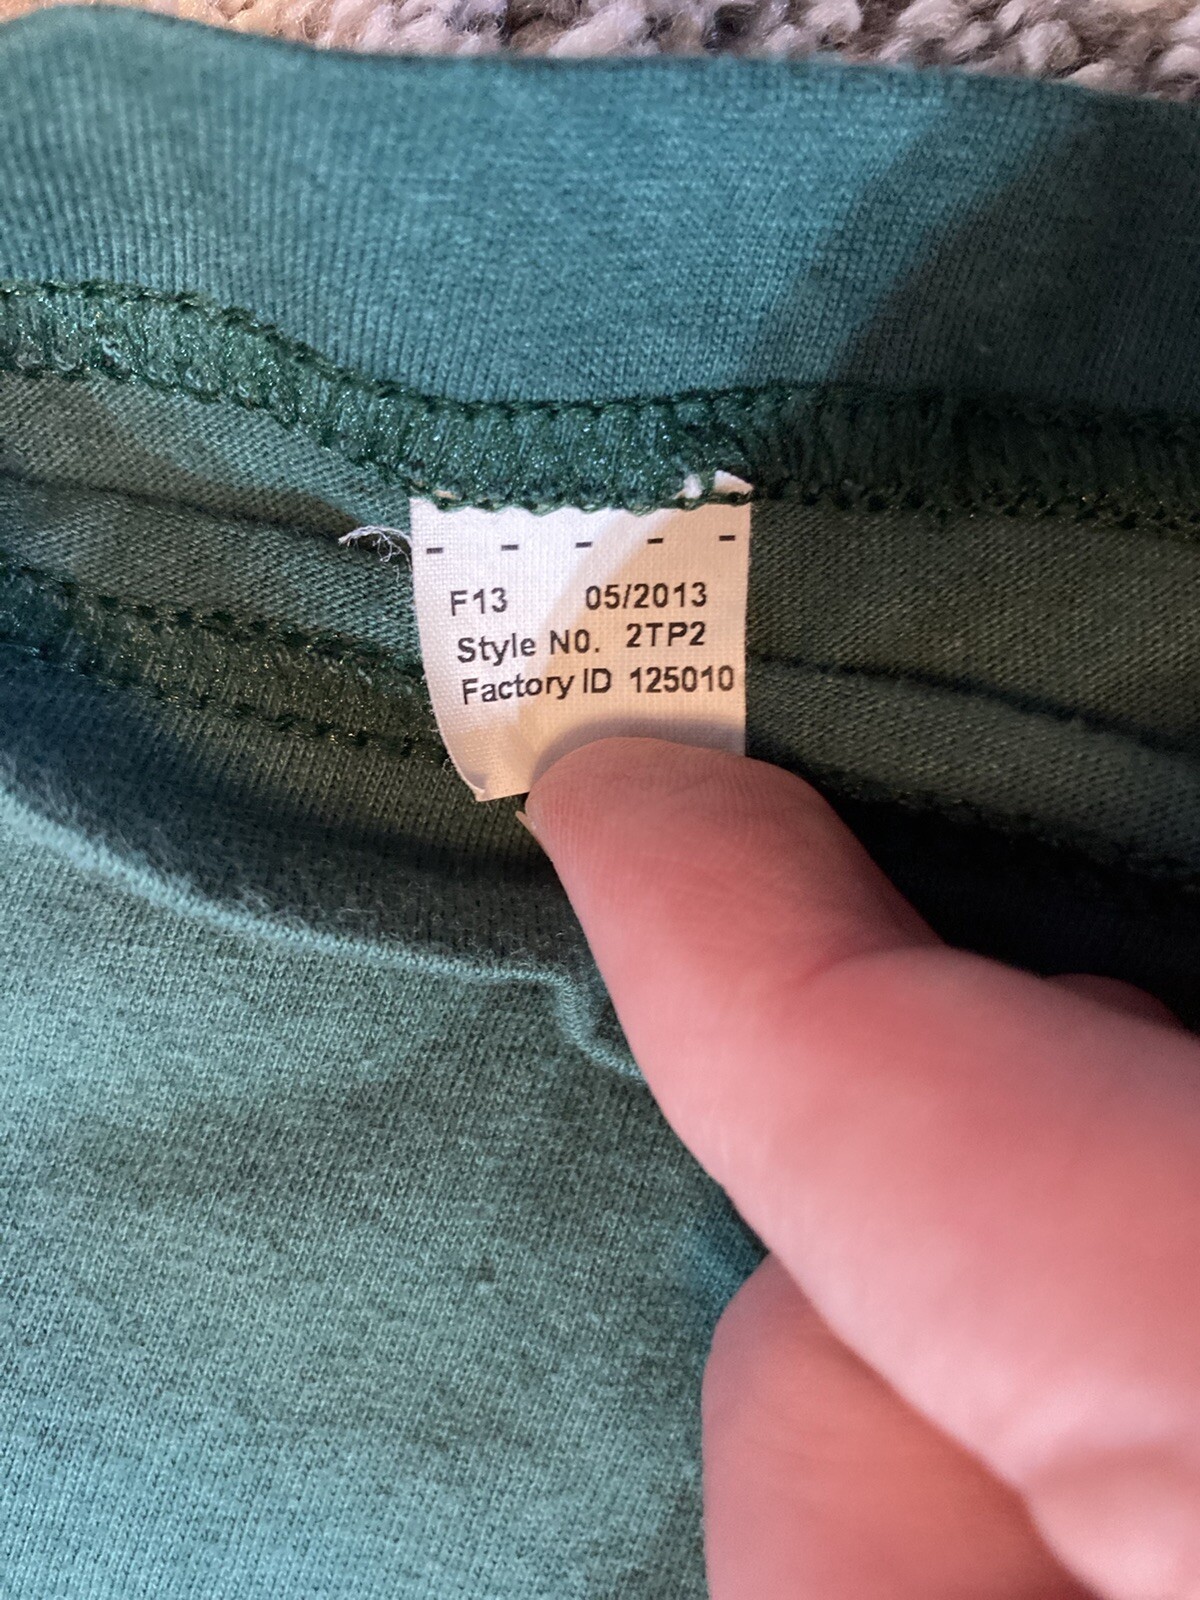 - - - - -
F13 05/2013
Style N0. 2TP2
Factory ID 125010